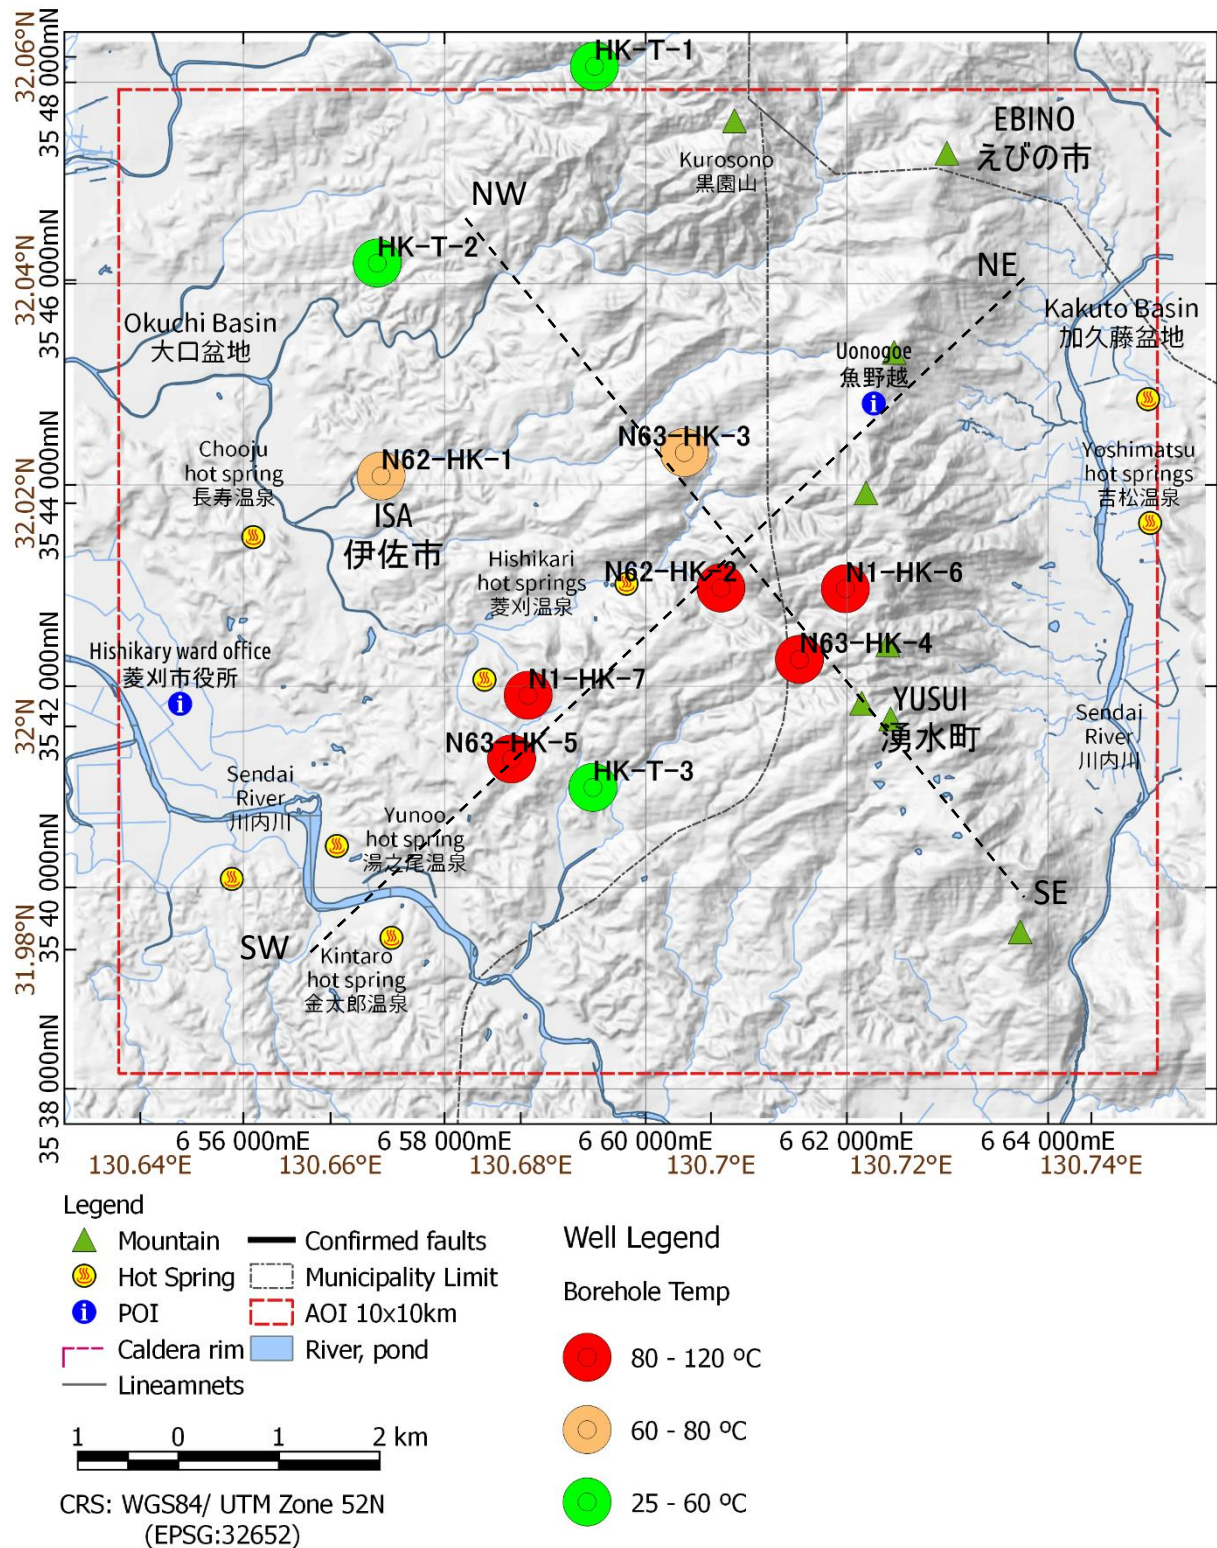 32.06°N
35 48 000mN
32.04°N
35 46 000mN
32.02°N
35 44 000mN
32°N
35 42 000mN
31.98°N
35 40 000mN
35 38 000mN
HK-T-1
EBINO
えびの市
Kurosono
黒園山
NW
HK-T-2
NE
Okuchi Basin
大口盆地
Kakuto Basin
加久藤盆地
Uonogoe
魚野越
N63-HK-3
Chooju
hot spring
長寿温泉
N62-HK-1
ISA
伊佐市
Yoshimatsu
hot springs
吉松温泉
Hishikari
hot springs
菱刈温泉
N62-HK-2
N1-HK-6
Hishikary ward office
菱刈市役所
N63-HK-4
N1-HK-7
YUSUI
湧水町
Sendai
River
川内川
N63-HK-5
HK-T-3
Sendai
River
川内川
Yunoo
hot spring
湯之尾温泉
SE
SW
Kintaro
hot spring
金太郎温泉
6 56 000mE
6 58 000mE
6 60 000mE
6 62 000mE
6 64 000mE
130.64°E
130.66°E
130.68°E
130.7°E
130.72°E
130.74°E
Legend
Mountain
Hot Spring
POI
Caldera rim
Lineamnets
Confirmed faults
Municipality Limit
AOI 10x10km
River, pond
1 0 1 2 km
CRS: WGS84/ UTM Zone 52N
(EPSG:32652)
Well Legend
Borehole Temp
80 - 120 ºC
60 - 80 ºC
25 - 60 ºC